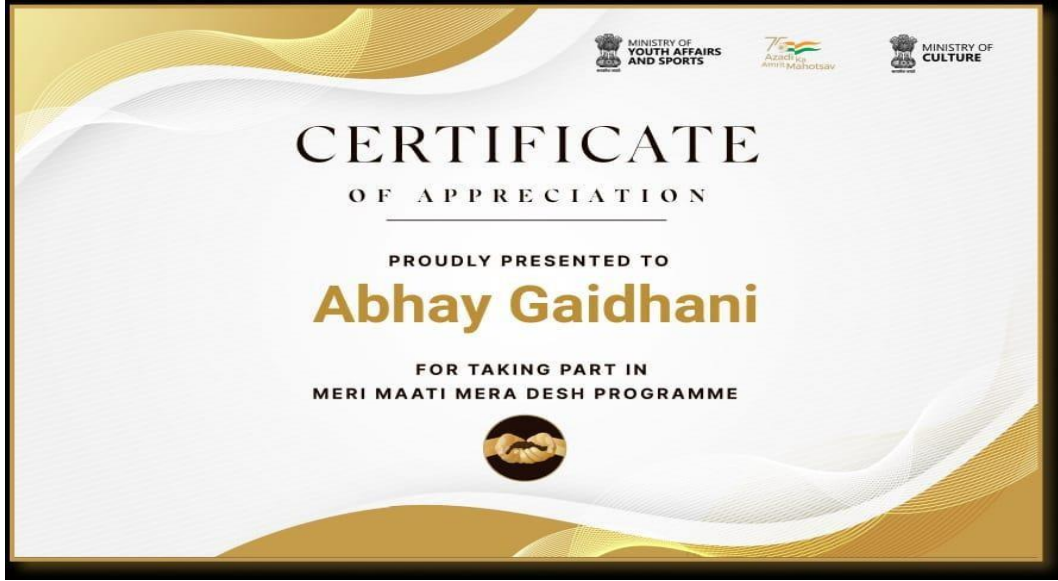 MINISTRY OF
YOUTH AFFAIRS
AND SPORTS
Azadi Ka
Amrit Mahotsav
MINISTRY OF
CULTURE
CERTIFICATE
OF APPRECIATION
PROUDLY PRESENTED TO
Abhay Gaidhani
FOR TAKING PART IN
MERI MAATI MERA DESH PROGRAMME